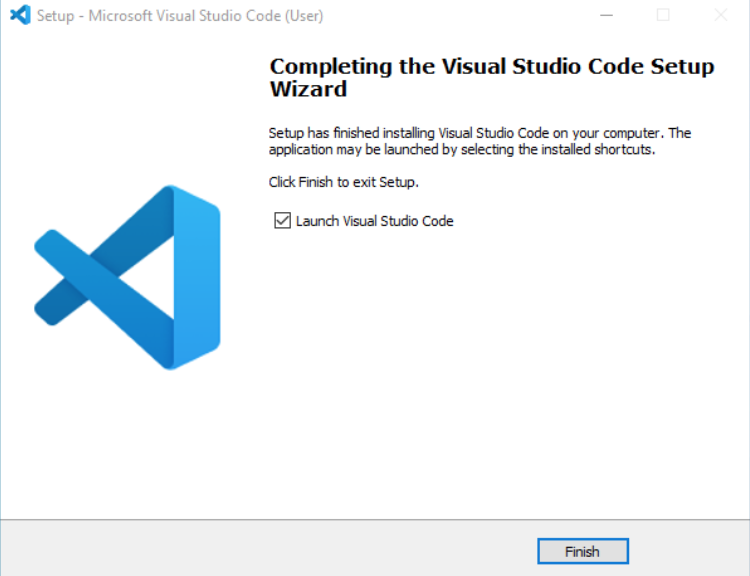 Setup - Microsoft Visual Studio Code (User)
Completing the Visual Studio Code Setup
Wizard
Setup has finished installing Visual Studio Code on your computer. The
application may be launched by selecting the installed shortcuts.
Click Finish to exit Setup.
Launch Visual Studio Code
Finish